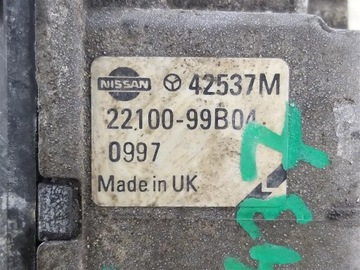 NISSAN 42537M
22100-99B04
0997
Made in UK L